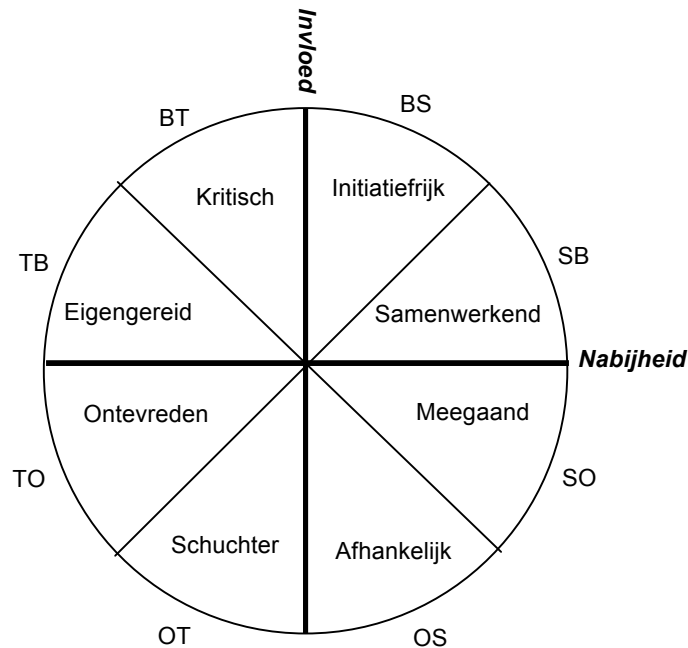 Invloed
BT
BS
Kritisch
Initiatiefrijk
TB
SB
Eigengereid
Samenwerkend
Nabijheid
Ontevreden
Meegaand
TO
SO
Schuchter
Afhankelijk
OT
OS